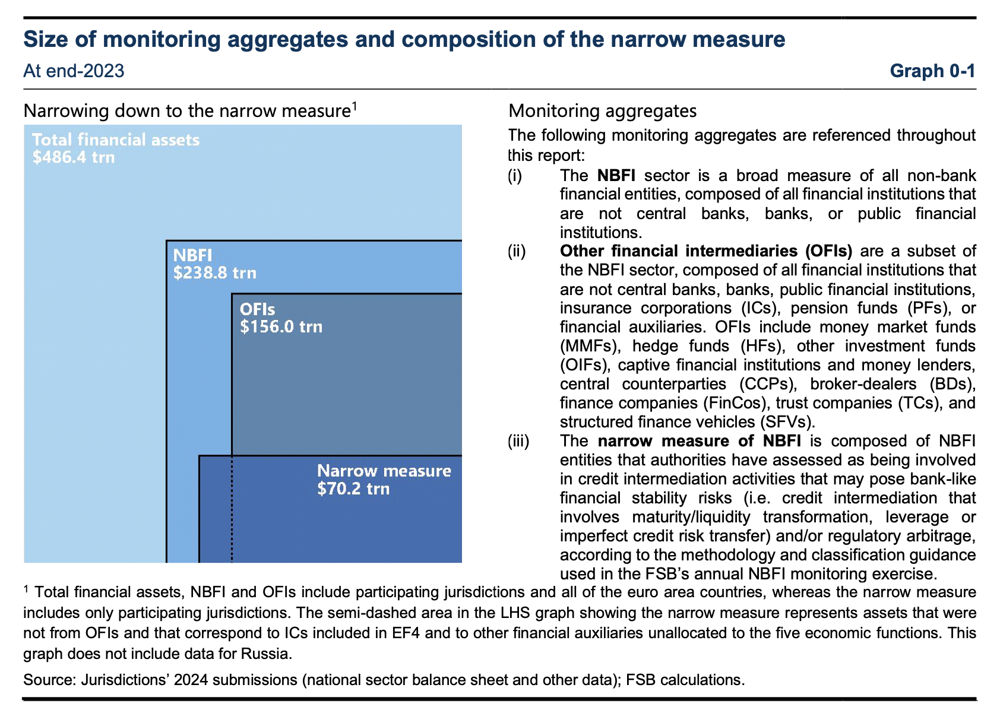 Size of monitoring aggregates and composition of the narrow measure
At end-2023
Graph 0-1
Narrowing down to the narrow measure¹
Total financial assets
$486.4 trn
NBFI
$238.8 trn
OFIs
$156.0 trn
Narrow measure
$70.2 trn
Monitoring aggregates
The following monitoring aggregates are referenced throughout
this report:
(i) The NBFI sector is a broad measure of all non-bank
financial entities, composed of all financial institutions that
are not central banks, banks, or public financial
institutions.
(ii) Other financial intermediaries (OFIs) are a subset of
the NBFI sector, composed of all financial institutions that
are not central banks, banks, public financial institutions,
insurance corporations (ICs), pension funds (PFs), or
financial auxiliaries. OFIs include money market funds
(MMFs), hedge funds (HFs), other investment funds
(OIFs), captive financial institutions and money lenders,
central counterparties (CCPs), broker-dealers (BDs),
finance companies (FinCos), trust companies (TCs), and
structured finance vehicles (SFVs).
(iii) The narrow measure of NBFI is composed of NBFI
entities that authorities have assessed as being involved
in credit intermediation activities that may pose bank-like
financial stability risks (i.e. credit intermediation that
involves maturity/liquidity transformation, leverage or
imperfect credit risk transfer) and/or regulatory arbitrage,
according to the methodology and classification guidance
used in the FSB’s annual NBFI monitoring exercise.
¹ Total financial assets, NBFI and OFIs include participating jurisdictions and all of the euro area countries, whereas the narrow measure
includes only participating jurisdictions. The semi-dashed area in the LHS graph showing the narrow measure represents assets that were
not from OFIs and that correspond to ICs included in EF4 and to other financial auxiliaries unallocated to the five economic functions. This
graph does not include data for Russia.
Source: Jurisdictions’ 2024 submissions (national sector balance sheet and other data); FSB calculations.